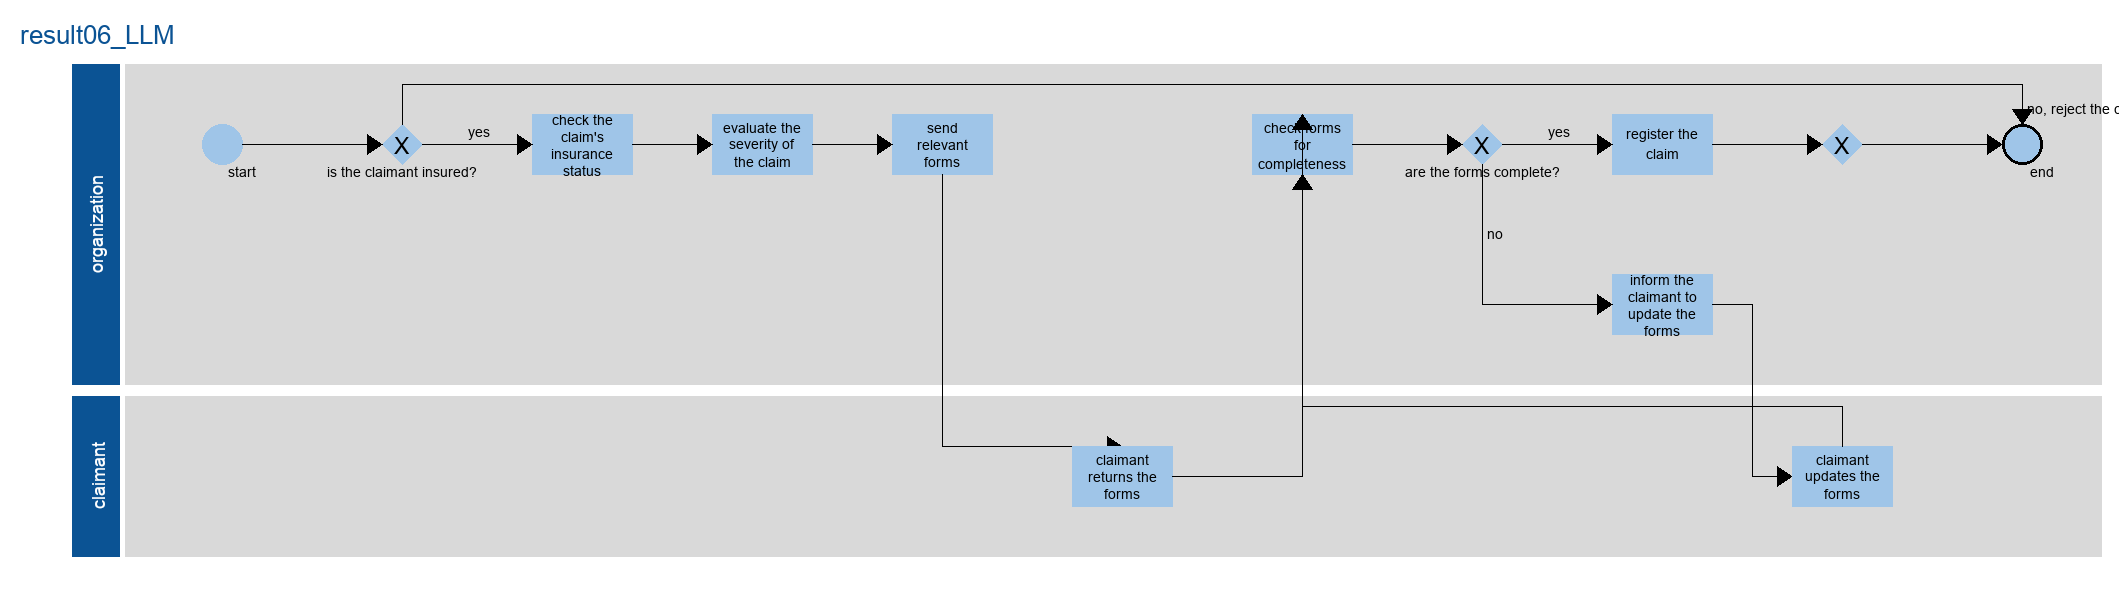 result06_LLM
organization
start
X
is the claimant insured?
yes
check the
claim's
insurance
status
evaluate the
severity of
the claim
send
relevant
forms
check forms
for
completeness
X
are the forms complete?
yes
register the
claim
X
no, reject the c
end
no
inform the
claimant to
update the
forms
claimant
claimant
returns the
forms
claimant
updates the
forms